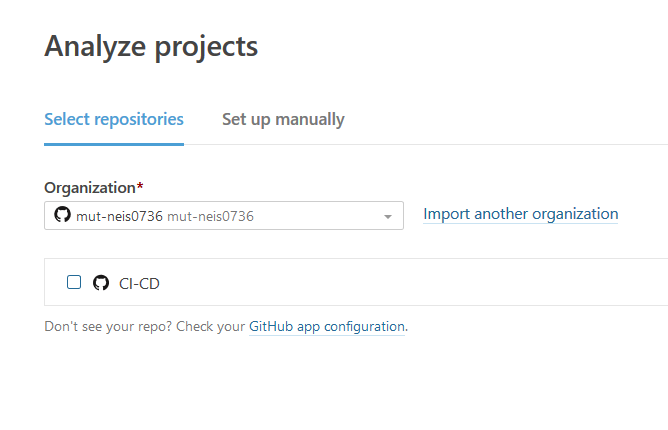 Analyze projects
Select repositories Set up manually
Organization*
mut-neis0736 mut-neis0736 Import another organization
CI-CD
Don't see your repo? Check your GitHub app configuration.